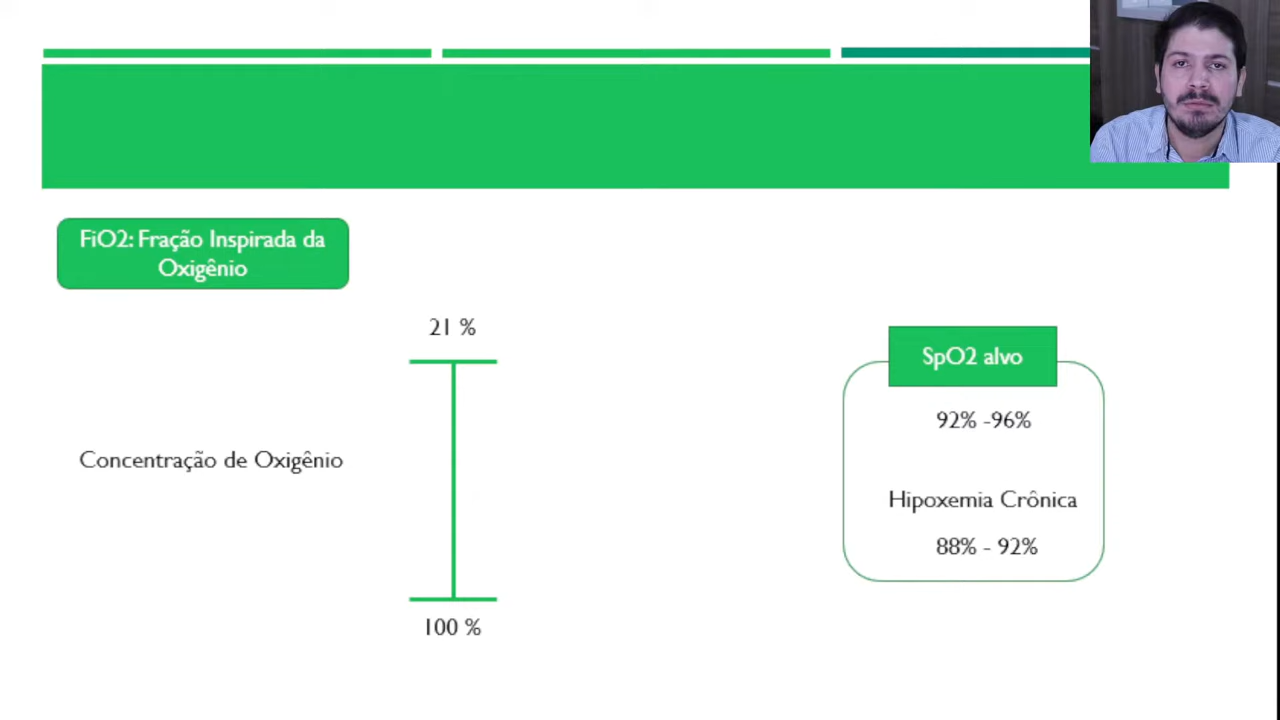 FiO2: Fração Inspirada da
Oxigênio
21 %
Concentração de Oxigênio
100 %
SpO2 alvo
92% -96%
Hipoxemia Crônica
88% - 92%